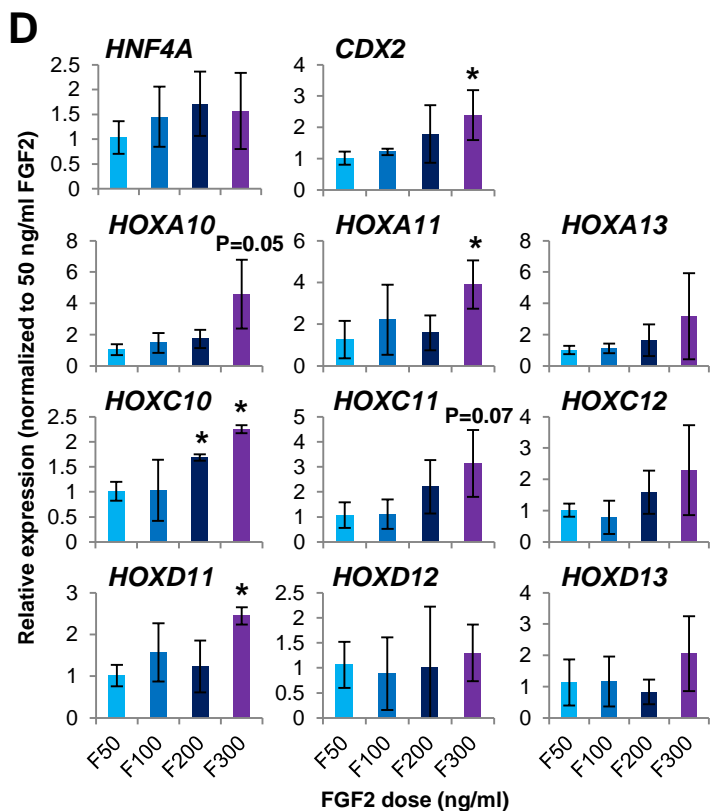 D
Relative expression (normalized to 50 ng/ml FGF2)
HNF4A
2.5
2
1.5
1
0.5
0
CDX2
4
3
2
1
0
*
HOXA10
8
6
4
2
0
P=0.05
HOXA11
6
4
2
0
*
HOXA13
8
6
4
2
0
HOXC10
2.5
2
1.5
1
0.5
0
*
*
HOXC11
5
4
3
2
1
0
P=0.07
HOXC12
4
3
2
1
0
HOXD11
3
2
1
0
*
F50
F100
F200
F300
HOXD12
2.5
2
1.5
1
0.5
0
F50
F100
F200
F300
HOXD13
4
3
2
1
0
F50
F100
F200
F300
FGF2 dose (ng/ml)